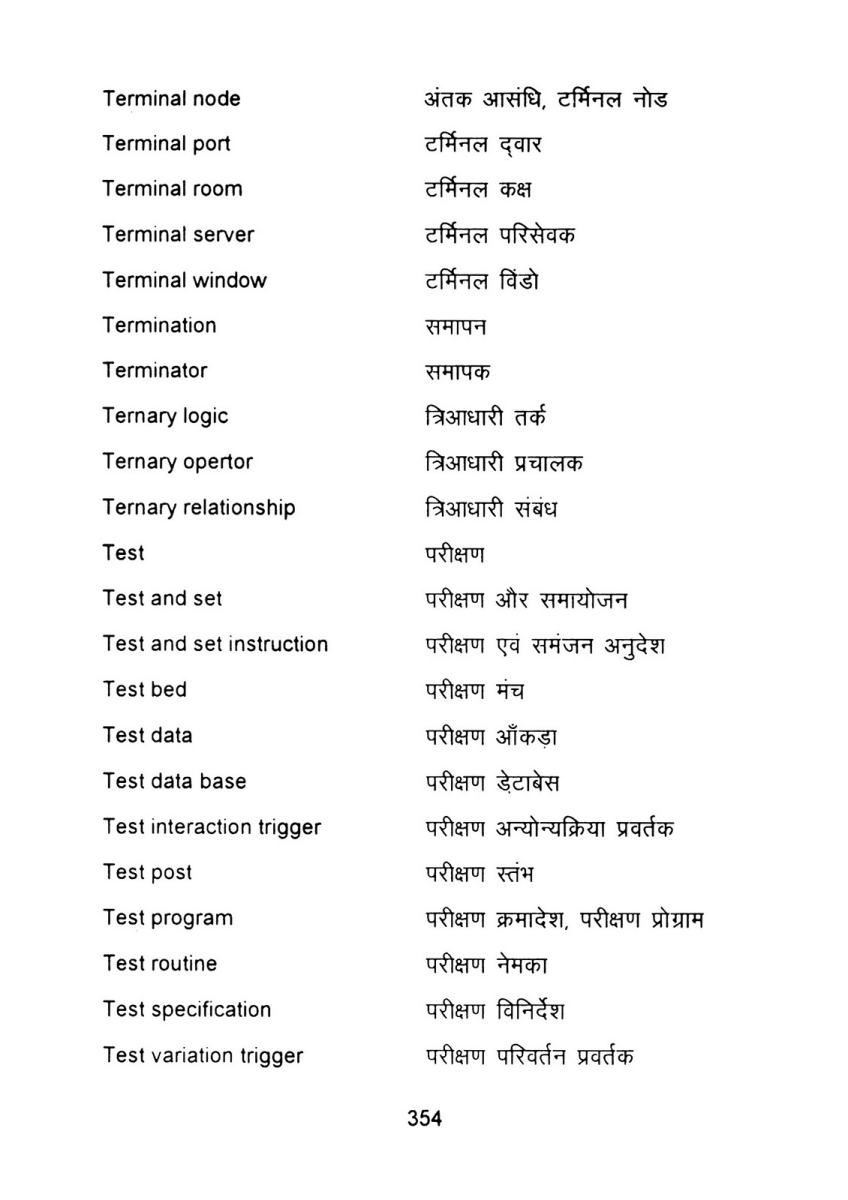 Terminal node अंतक आसंधि, टर्मिनल नोड
Terminal port टर्मिनल द्वार
Terminal room टर्मिनल कक्ष
Terminal server टर्मिनल परिसेवक
Terminal window टर्मिनल विंडो
Termination समापन
Terminator समापक
Ternary logic त्रिआधारी तर्क
Ternary opertor त्रिआधारी प्रचालक
Ternary relationship त्रिआधारी संबंध
Test परीक्षण
Test and set परीक्षण और समायोजन
Test and set instruction परीक्षण एवं समंजन अनुदेश
Test bed परीक्षण मंच
Test data परीक्षण आँकड़ा
Test data base परीक्षण डे़टाबेस
Test interaction trigger परीक्षण अन्योन्यक्रिया प्रवर्तक
Test post परीक्षण स्तंभ
Test program परीक्षण क्रमादेश, परीक्षण प्रोग्राम
Test routine परीक्षण नेमका
Test specification परीक्षण विनिर्देश
Test variation trigger परीक्षण परिवर्तन प्रवर्तक
354